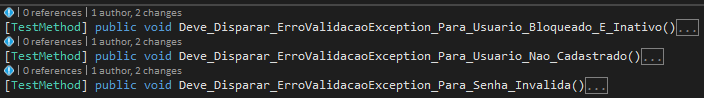 0 references | 1 author, 2 changes
[TestMethod] public void Deve_Disparar_ErroValidacaoException_Para_Usuario_Bloqueado_E_Inativo()...
0 references | 1 author, 2 changes
[TestMethod] public void Deve_Disparar_ErroValidacaoException_Para_Usuario_Nao_Cadastrado()...
0 references | 1 author, 2 changes
[TestMethod] public void Deve_Disparar_ErroValidacaoException_Para_Senha_Invalida()...